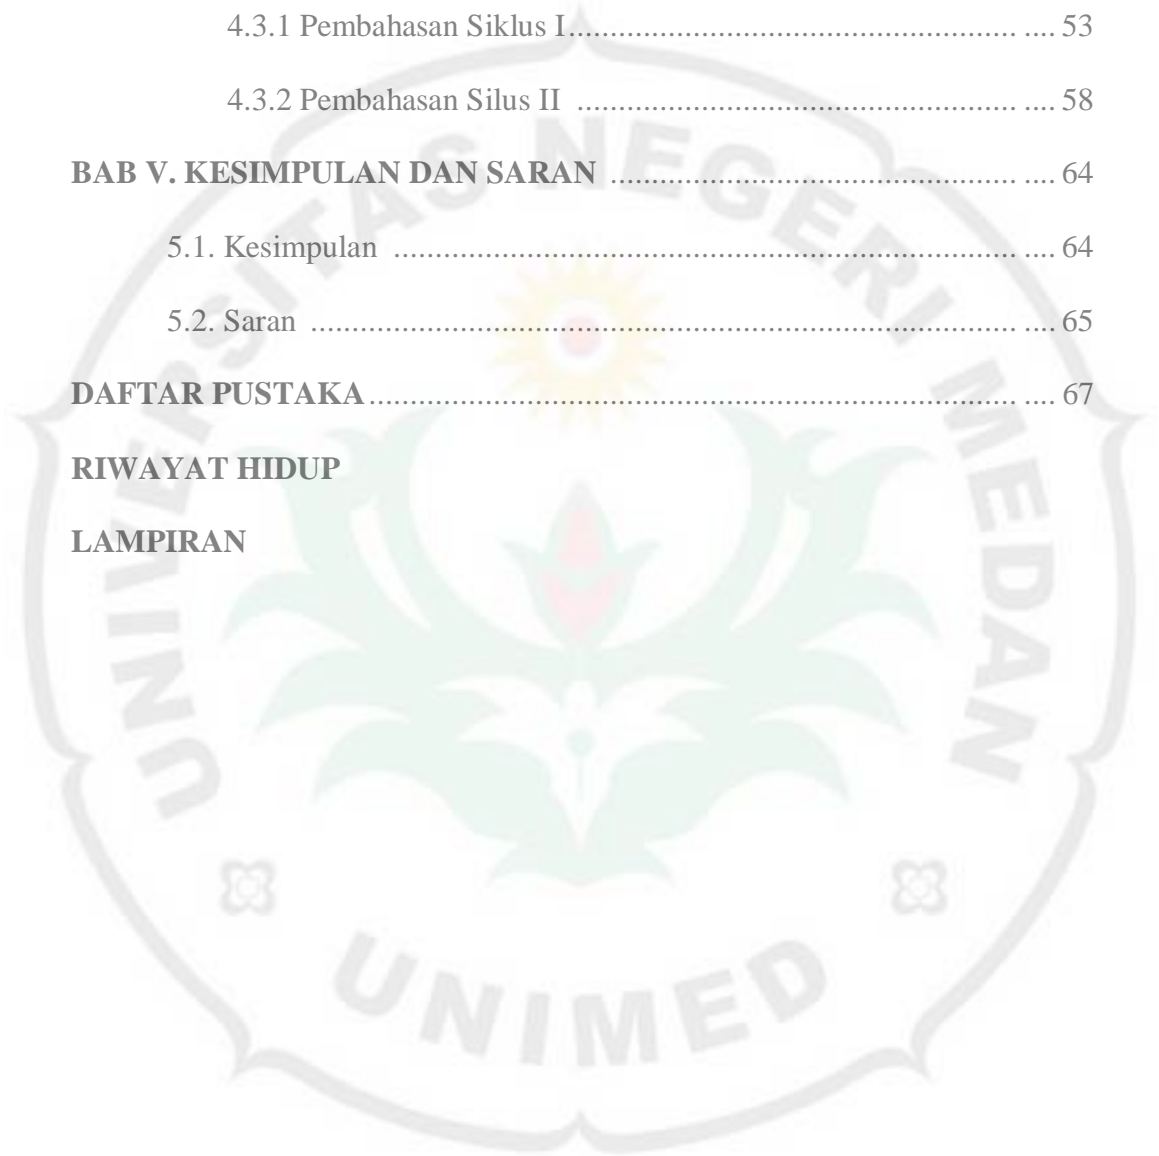 4.3.1 Pembahasan Siklus I.................................................................. .... 53
4.3.2 Pembahasan Silus II ................................................................. .... 58
BAB V. KESIMPULAN DAN SARAN ............................................................ .... 64
5.1. Kesimpulan ............................................................................................ .... 64
5.2. Saran ........................................................................................................ .... 65
DAFTAR PUSTAKA................................................................................................ .... 67
RIWAYAT HIDUP
LAMPIRAN
UNIVERSITAS NEGERI MEDAN
UNIMED